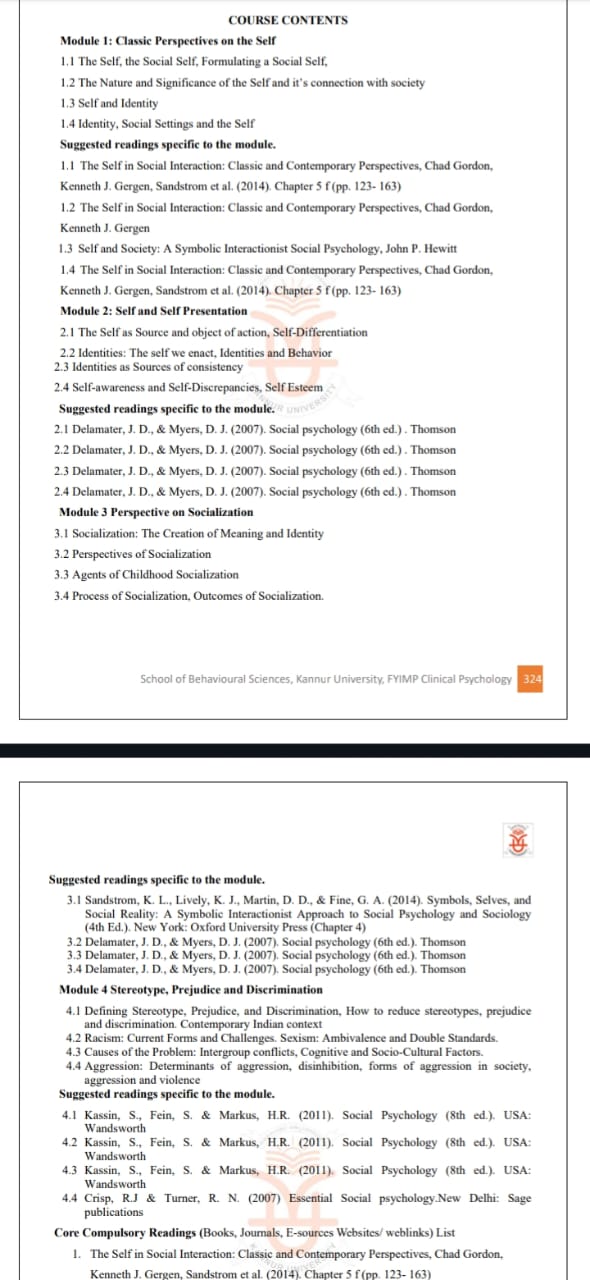 COURSE CONTENTS
Module 1: Classic Perspectives on the Self
1.1 The Self, the Social Self, Formulating a Social Self,
1.2 The Nature and Significance of the Self and it's connection with society
1.3 Self and Identity
1.4 Identity, Social Settings and the Self
Suggested readings specific to the module.
1.1 The Self in Social Interaction: Classic and Contemporary Perspectives, Chad Gordon,
Kenneth J. Gergen, Sandstrom et al. (2014). Chapter 5 f (pp. 123- 163)
1.2 The Self in Social Interaction: Classic and Contemporary Perspectives, Chad Gordon,
Kenneth J. Gergen
1.3 Self and Society: A Symbolic Interactionist Social Psychology, John P. Hewitt
1.4 The Self in Social Interaction: Classic and Contemporary Perspectives, Chad Gordon,
Kenneth J. Gergen, Sandstrom et al. (2014). Chapter 5 f (pp. 123- 163)
Module 2: Self and Self Presentation
2.1 The Self as Source and object of action, Self-Differentiation
2.2 Identities: The self we enact, Identities and Behavior
2.3 Identities as Sources of consistency
2.4 Self-awareness and Self-Discrepancies, Self Esteem
Suggested readings specific to the module.
2.1 Delamater, J. D., & Myers, D. J. (2007). Social psychology (6th ed.) . Thomson
2.2 Delamater, J. D., & Myers, D. J. (2007). Social psychology (6th ed.) . Thomson
2.3 Delamater, J. D., & Myers, D. J. (2007). Social psychology (6th ed.) . Thomson
2.4 Delamater, J. D., & Myers, D. J. (2007). Social psychology (6th ed.) . Thomson
Module 3 Perspective on Socialization
3.1 Socialization: The Creation of Meaning and Identity
3.2 Perspectives of Socialization
3.3 Agents of Childhood Socialization
3.4 Process of Socialization, Outcomes of Socialization.
School of Behavioural Sciences, Kannur University, FYIMP Clinical Psychology 324
Suggested readings specific to the module.
3.1 Sandstrom, K. L., Lively, K. J., Martin, D. D., & Fine, G. A. (2014). Symbols, Selves, and
Social Reality: A Symbolic Interactionist Approach to Social Psychology and Sociology
(4th Ed.). New York: Oxford University Press (Chapter 4)
3.2 Delamater, J. D., & Myers, D. J. (2007). Social psychology (6th ed.). Thomson
3.3 Delamater, J. D., & Myers, D. J. (2007). Social psychology (6th ed.). Thomson
3.4 Delamater, J. D., & Myers, D. J. (2007). Social psychology (6th ed.). Thomson
Module 4 Stereotype, Prejudice and Discrimination
4.1 Defining Stereotype, Prejudice, and Discrimination, How to reduce stereotypes, prejudice
and discrimination. Contemporary Indian context
4.2 Racism: Current Forms and Challenges. Sexism: Ambivalence and Double Standards.
4.3 Causes of the Problem: Intergroup conflicts, Cognitive and Socio-Cultural Factors.
4.4 Aggression: Determinants of aggression, disinhibition, forms of aggression in society,
aggression and violence
Suggested readings specific to the module.
4.1 Kassin, S., Fein, S. & Markus, H.R. (2011). Social Psychology (8th ed.). USA:
Wandsworth
4.2 Kassin, S., Fein, S. & Markus, H.R. (2011). Social Psychology (8th ed.). USA:
Wandsworth
4.3 Kassin, S., Fein, S. & Markus, H.R. (2011). Social Psychology (8th ed.). USA:
Wandsworth
4.4 Crisp, R.J & Turner, R. N. (2007) Essential Social psychology.New Delhi: Sage
publications
Core Compulsory Readings (Books, Journals, E-sources Websites/ weblinks) List
1. The Self in Social Interaction: Classic and Contemporary Perspectives, Chad Gordon,
Kenneth J. Gergen, Sandstrom et al. (2014). Chapter 5 f (pp. 123- 163)